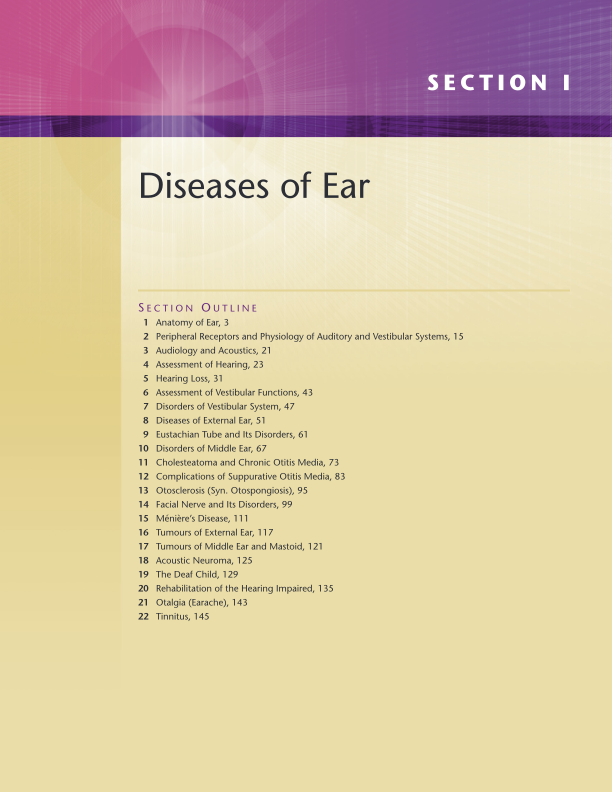 SECTION I
Diseases of Ear
SECTION OUTLINE
1 Anatomy of Ear, 3
2 Peripheral Receptors and Physiology of Auditory and Vestibular Systems, 15
3 Audiology and Acoustics, 21
4 Assessment of Hearing, 23
5 Hearing Loss, 31
6 Assessment of Vestibular Functions, 43
7 Disorders of Vestibular System, 47
8 Diseases of External Ear, 51
9 Eustachian Tube and Its Disorders, 61
10 Disorders of Middle Ear, 67
11 Cholesteatoma and Chronic Otitis Media, 73
12 Complications of Suppurative Otitis Media, 83
13 Otosclerosis (Syn. Otospongiosis), 95
14 Facial Nerve and Its Disorders, 99
15 Ménière’s Disease, 111
16 Tumours of External Ear, 117
17 Tumours of Middle Ear and Mastoid, 121
18 Acoustic Neuroma, 125
19 The Deaf Child, 129
20 Rehabilitation of the Hearing Impaired, 135
21 Otalgia (Earache), 143
22 Tinnitus, 145